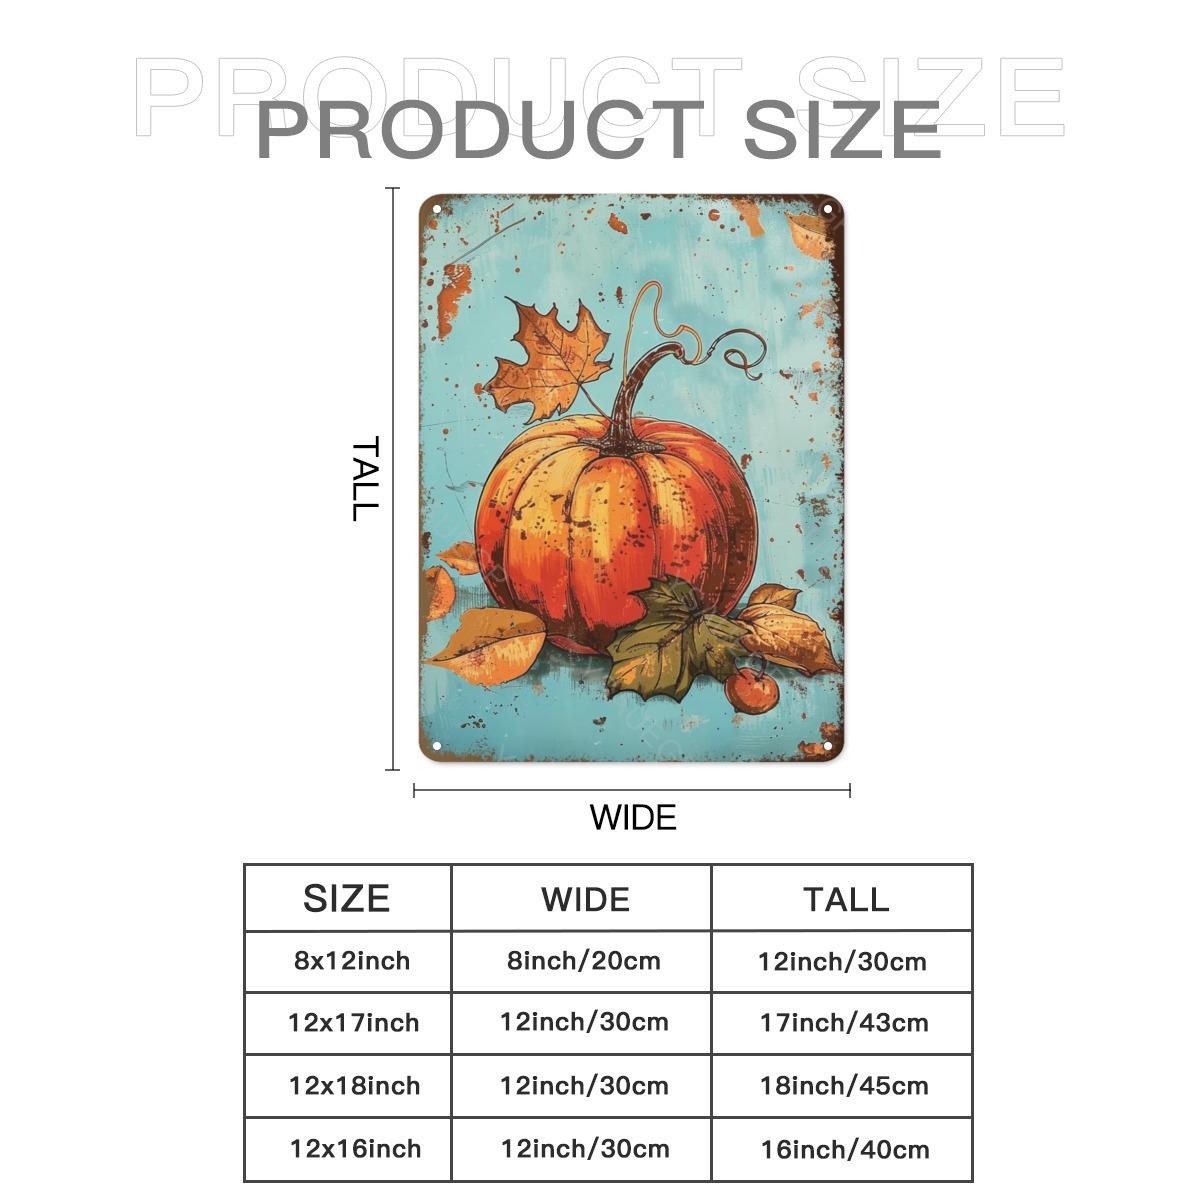 PRODUCT SIZE
PRODUCT SIZE
TALL
WIDE
SIZE WIDE TALL
8x12inch 8inch/20cm 12inch/30cm
12x17inch 12inch/30cm 17inch/43cm
12x18inch 12inch/30cm 18inch/45cm
12x16inch 12inch/30cm 16inch/40cm